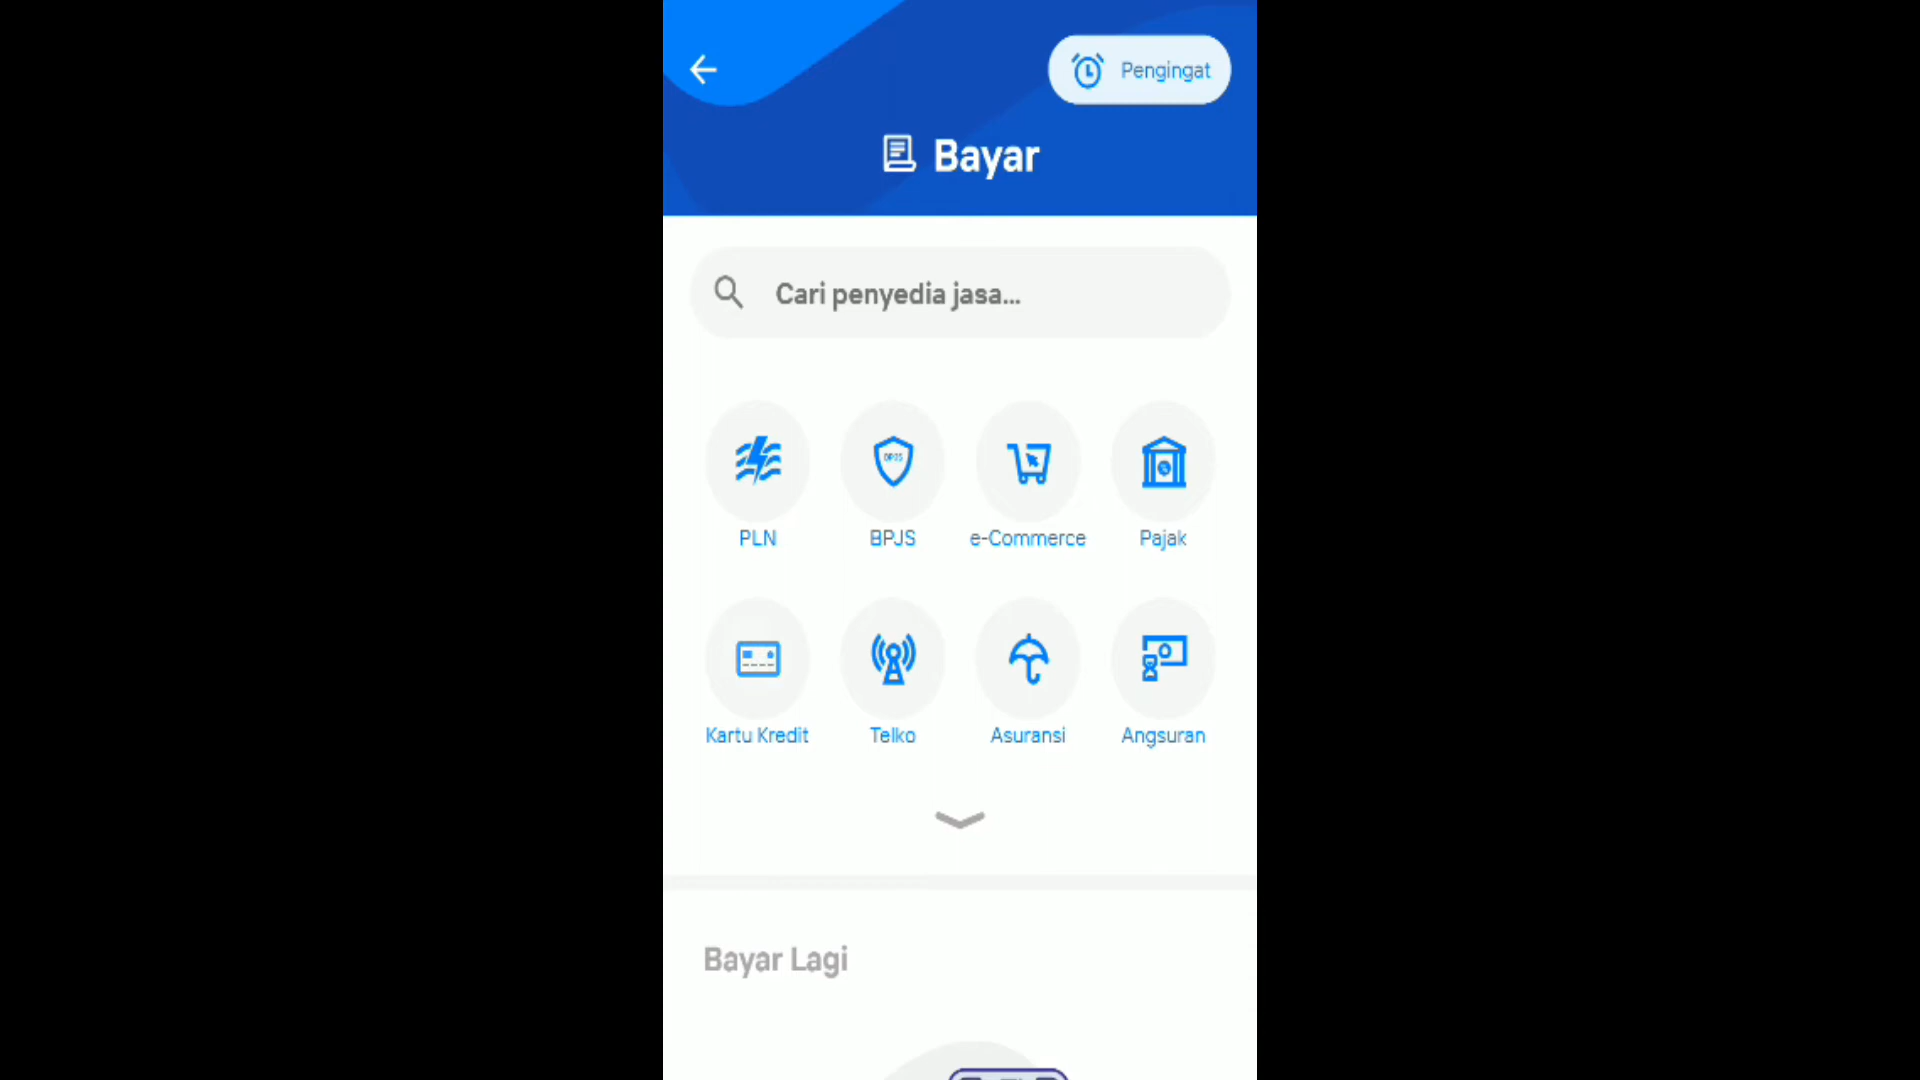 Pengingat
Bayar
Cari penyedia jasa...
PLN
BPJS
e-Commerce
Pajak
Kartu Kredit
Telko
Asuransi
Angsuran
Bayar Lagi